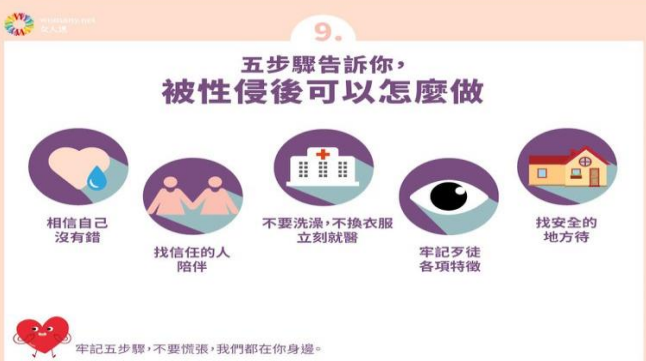 女人迷
9.
五步驟告訴你，
被性侵後可以怎麼做
相信自己
沒有錯
找信任的人
陪伴
不要洗澡，不換衣服
立刻就醫
牢記歹徒
各項特徵
找安全的
地方待
牢記五步驟，不要慌張，我們都在你身邊。